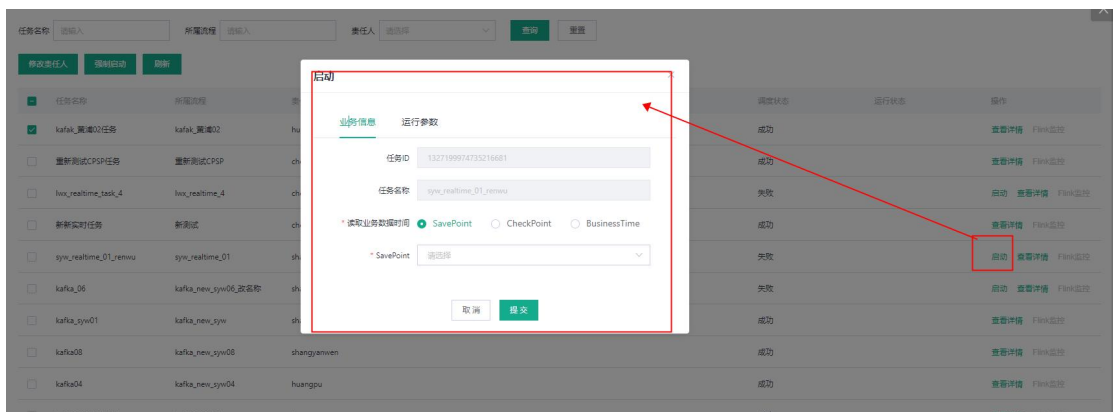 任务名称 请输入 所属流程 请输入 责任人 请选择 查询 重置
修改责任人 强制启动 刷新
启动
任务名称 所属流程 责 调度状态 运行状态 操作
业务信息 运行参数
kafak_黄浦02任务 kafak_黄浦02 hu 成功 查看详情 Flink监控
任务ID 1327199974735216681
重新测试CPSP任务 重新测试CPSP ch 成功 查看详情 Flink监控
任务名称 syw_realtime_01_renwu
lwx_realtime_task_4 lwx_realtime_4 ch 失败 启动 查看详情 Flink监控
* 读取业务数据时间 SavePoint CheckPoint BusinessTime
新新实时任务 新测试 ch 成功 查看详情 Flink监控
* SavePoint 请选择
syw_realtime_01_renwu syw_realtime_01 sh 失败 启动 查看详情 Flink监控
kafka_06 kafka_new_syw06_改名称 sh 失败 启动 查看详情 Flink监控
取消 提交
kafka_syw01 kafka_new_syw sh 成功 查看详情 Flink监控
kafka08 kafka_new_syw08 shangyanwen 成功 查看详情 Flink监控
kafka04 kafka_new_syw04 huangpu 成功 查看详情 Flink监控